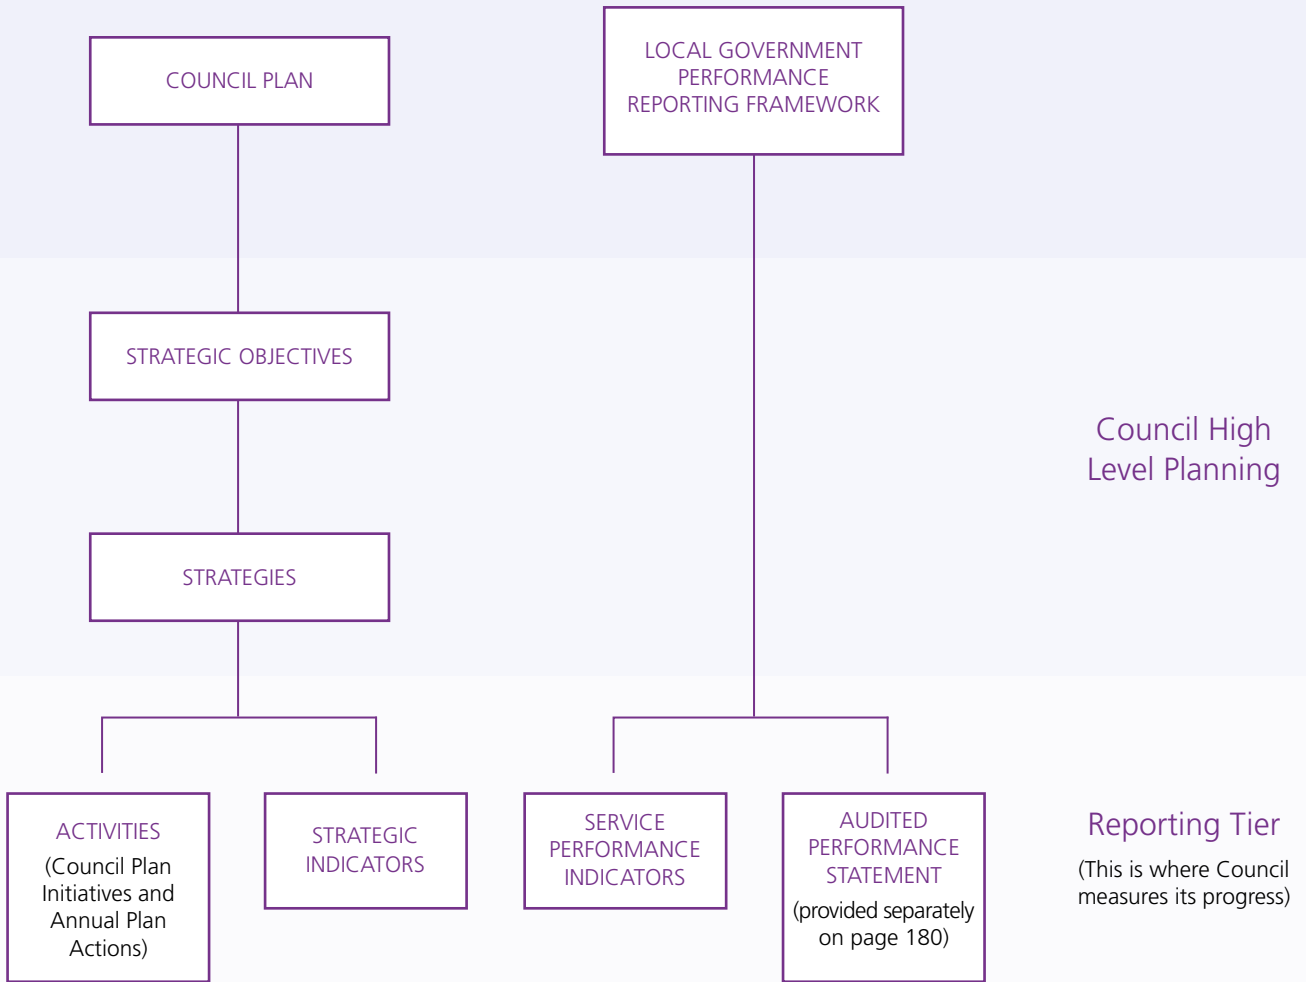 COUNCIL PLAN
LOCAL GOVERNMENT
PERFORMANCE
REPORTING FRAMEWORK
STRATEGIC OBJECTIVES
Council High
Level Planning
STRATEGIES
ACTIVITIES
(Council Plan
Initiatives and
Annual Plan
Actions)
STRATEGIC
INDICATORS
SERVICE
PERFORMANCE
INDICATORS
AUDITED
PERFORMANCE
STATEMENT
(provided separately
on page 180)
Reporting Tier
(This is where Council
measures its progress)